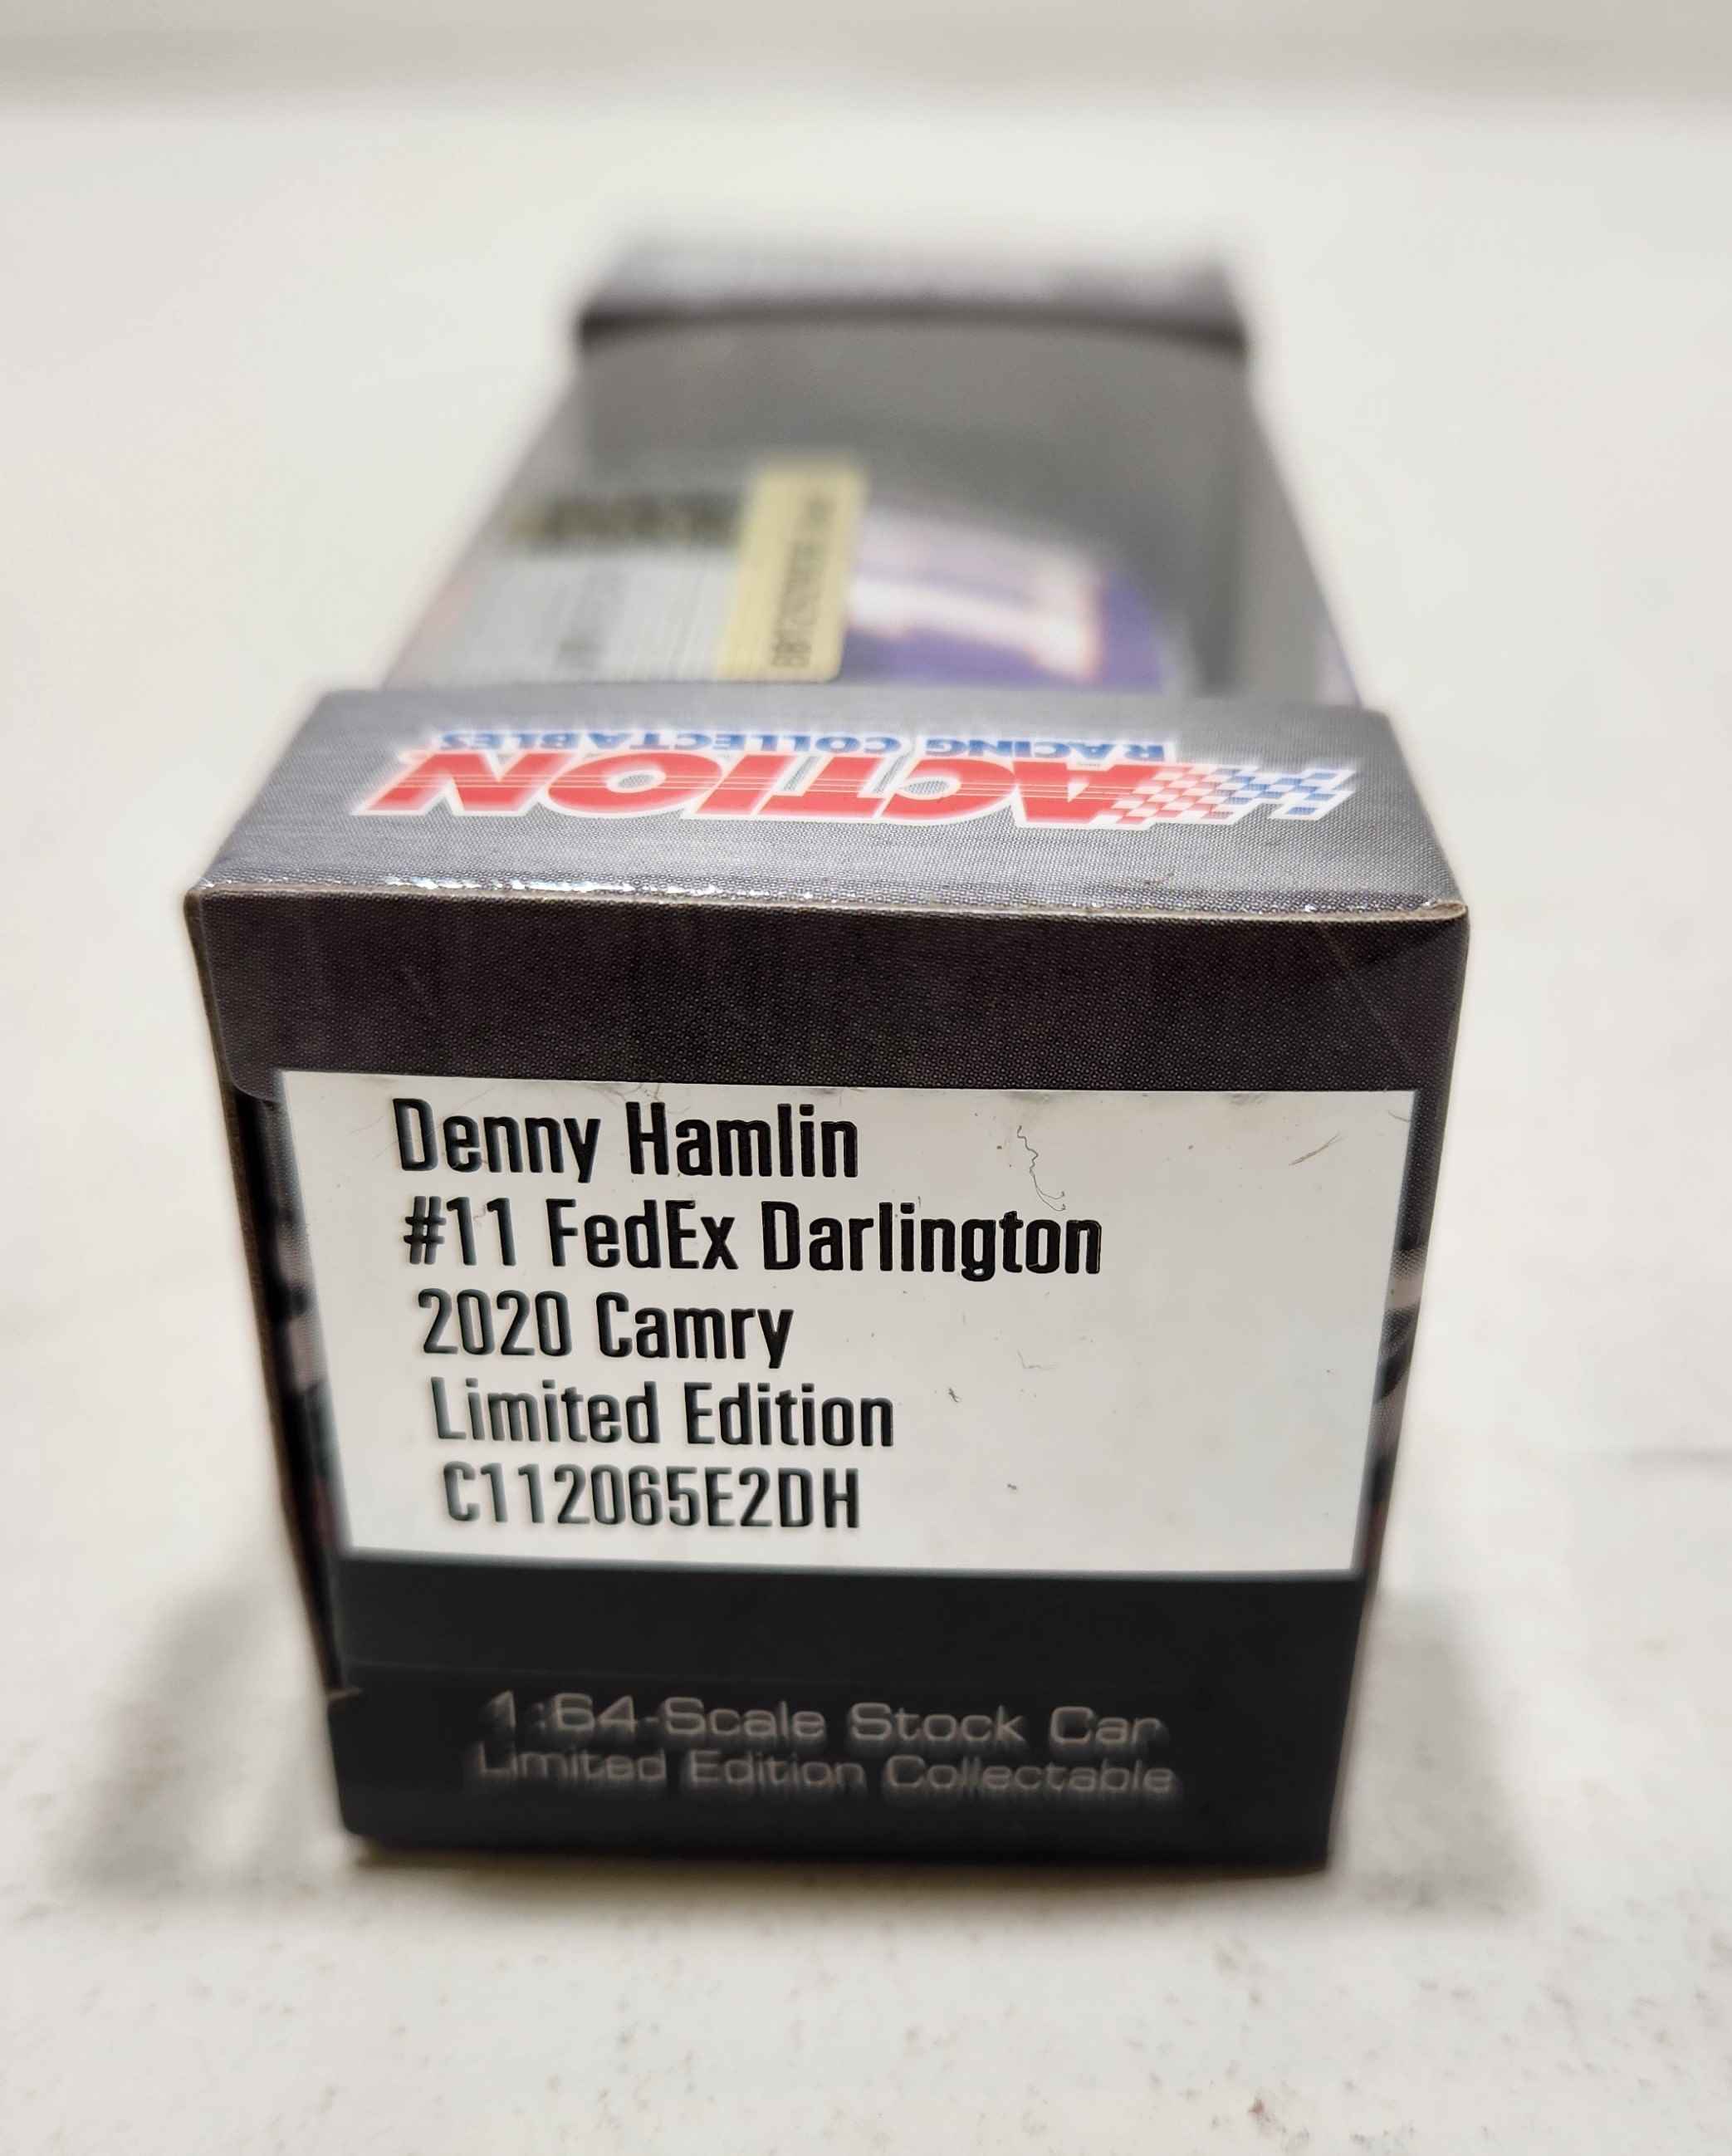 RACING COLLECTABLES
ACTION
Denny Hamlin
#11 FedEx Darlington
2020 Camry
Limited Edition
C112065E2DH
1:64-Scale Stock Car
Limited Edition Collectable